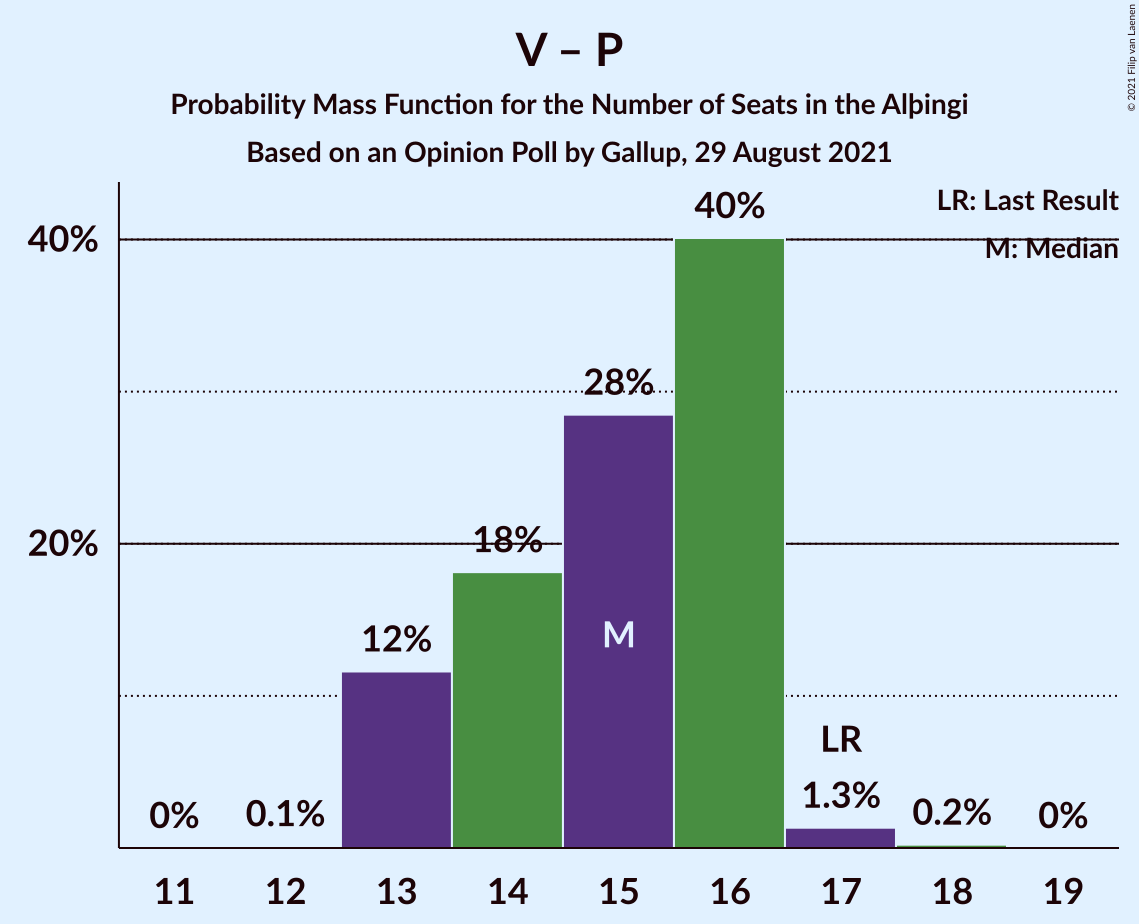 V – P
Probability Mass Function for the Number of Seats in the Alþingi
Based on an Opinion Poll by Gallup, 29 August 2021
© 2021 Filip van Laenen
LR: Last Result
M: Median
40%
20%
0%
0.1%
12%
18%
28%
M
40%
LR
1.3%
0.2%
0%
11 12 13 14 15 16 17 18 19